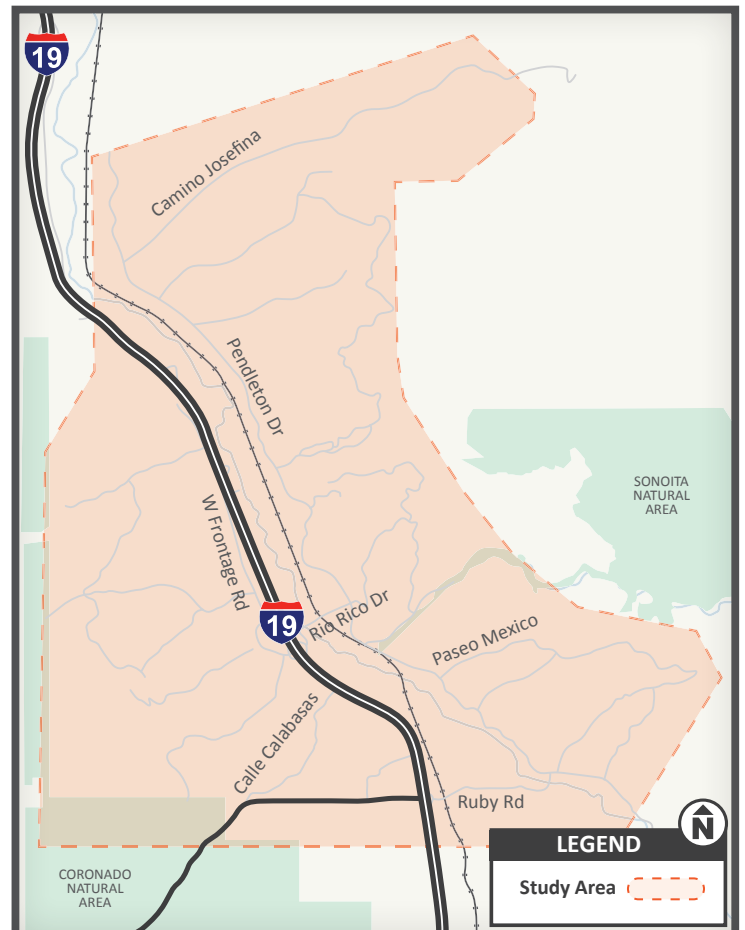 19
Camino Josefina
Pendleton Dr
SONOITA
NATURAL
AREA
W Frontage Rd
19
Rio Rico Dr
Paseo Mexico
Calle Calabasas
Ruby Rd
N
LEGEND
Study Area
CORONADO
NATURAL
AREA